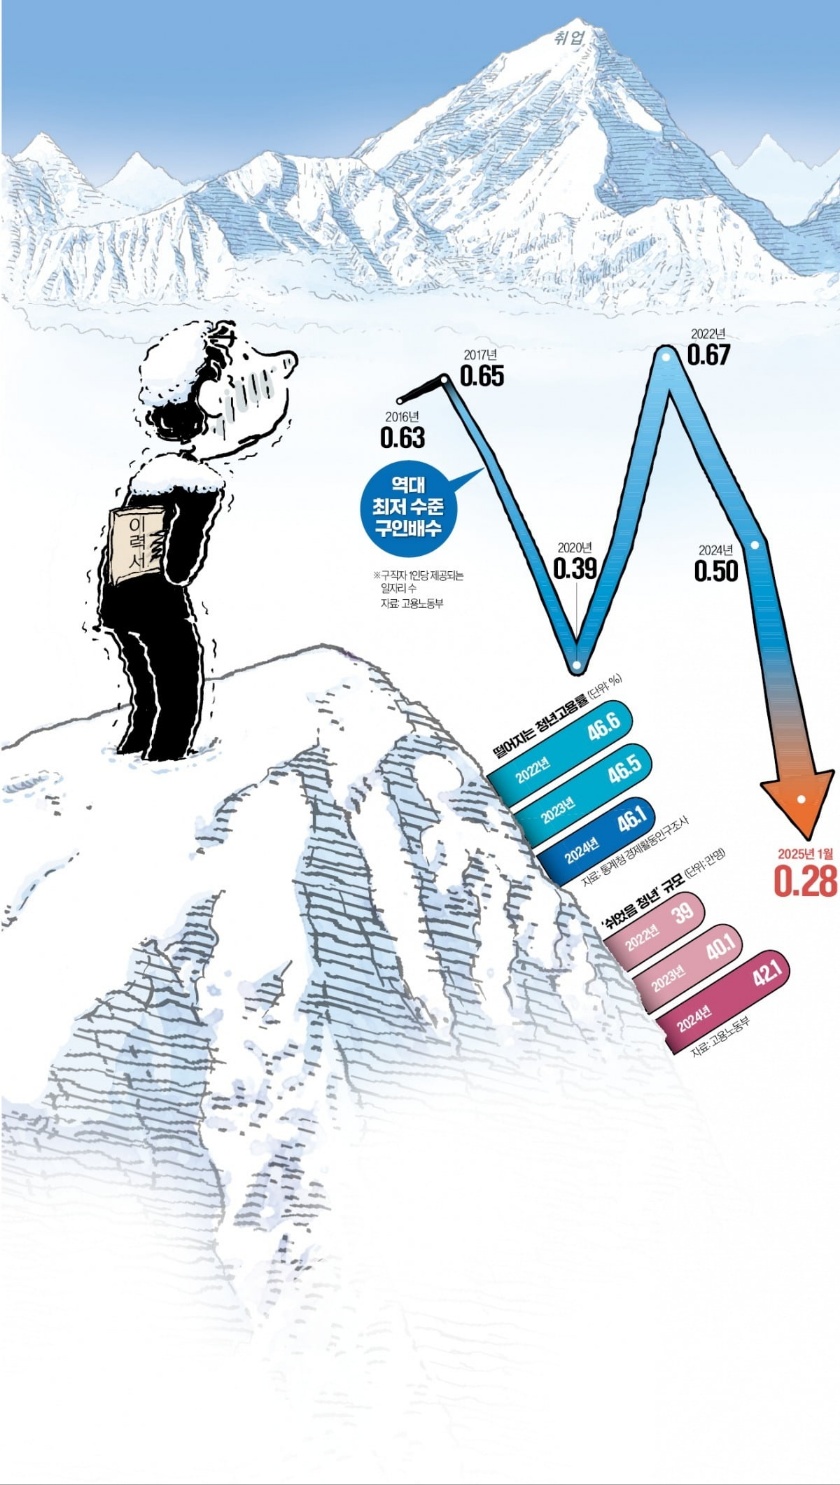 취업
2022년
0.67
2017년
0.65
2016년
0.63
역대
최저 수준
구인배수
이력서
※구직자 1인당 제공되는
일자리 수
자료: 고용노동부
2020년
0.39
2024년
0.50
2025년 1월
0.28
떨어지는 청년고용률 (단위: %)
2022년 46.6
2023년 46.5
2024년 46.1
자료: 통계청 경제활동인구조사
'쉬었음 청년' 규모 (단위: 만명)
2022년 39
2023년 40.1
2024년 42.1
자료: 고용노동부